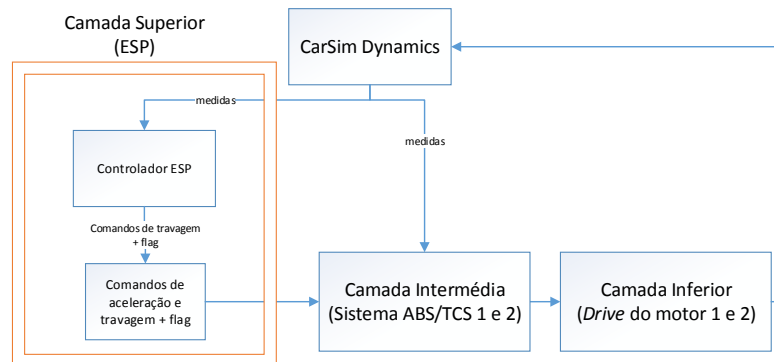 Camada Superior
(ESP)
CarSim Dynamics
medidas
medidas
Controlador ESP
Comandos de travagem
+ flag
Comandos de
aceleração e
travagem + flag
Camada Intermédia
(Sistema ABS/TCS 1 e 2)
Camada Inferior
(Drive do motor 1 e 2)